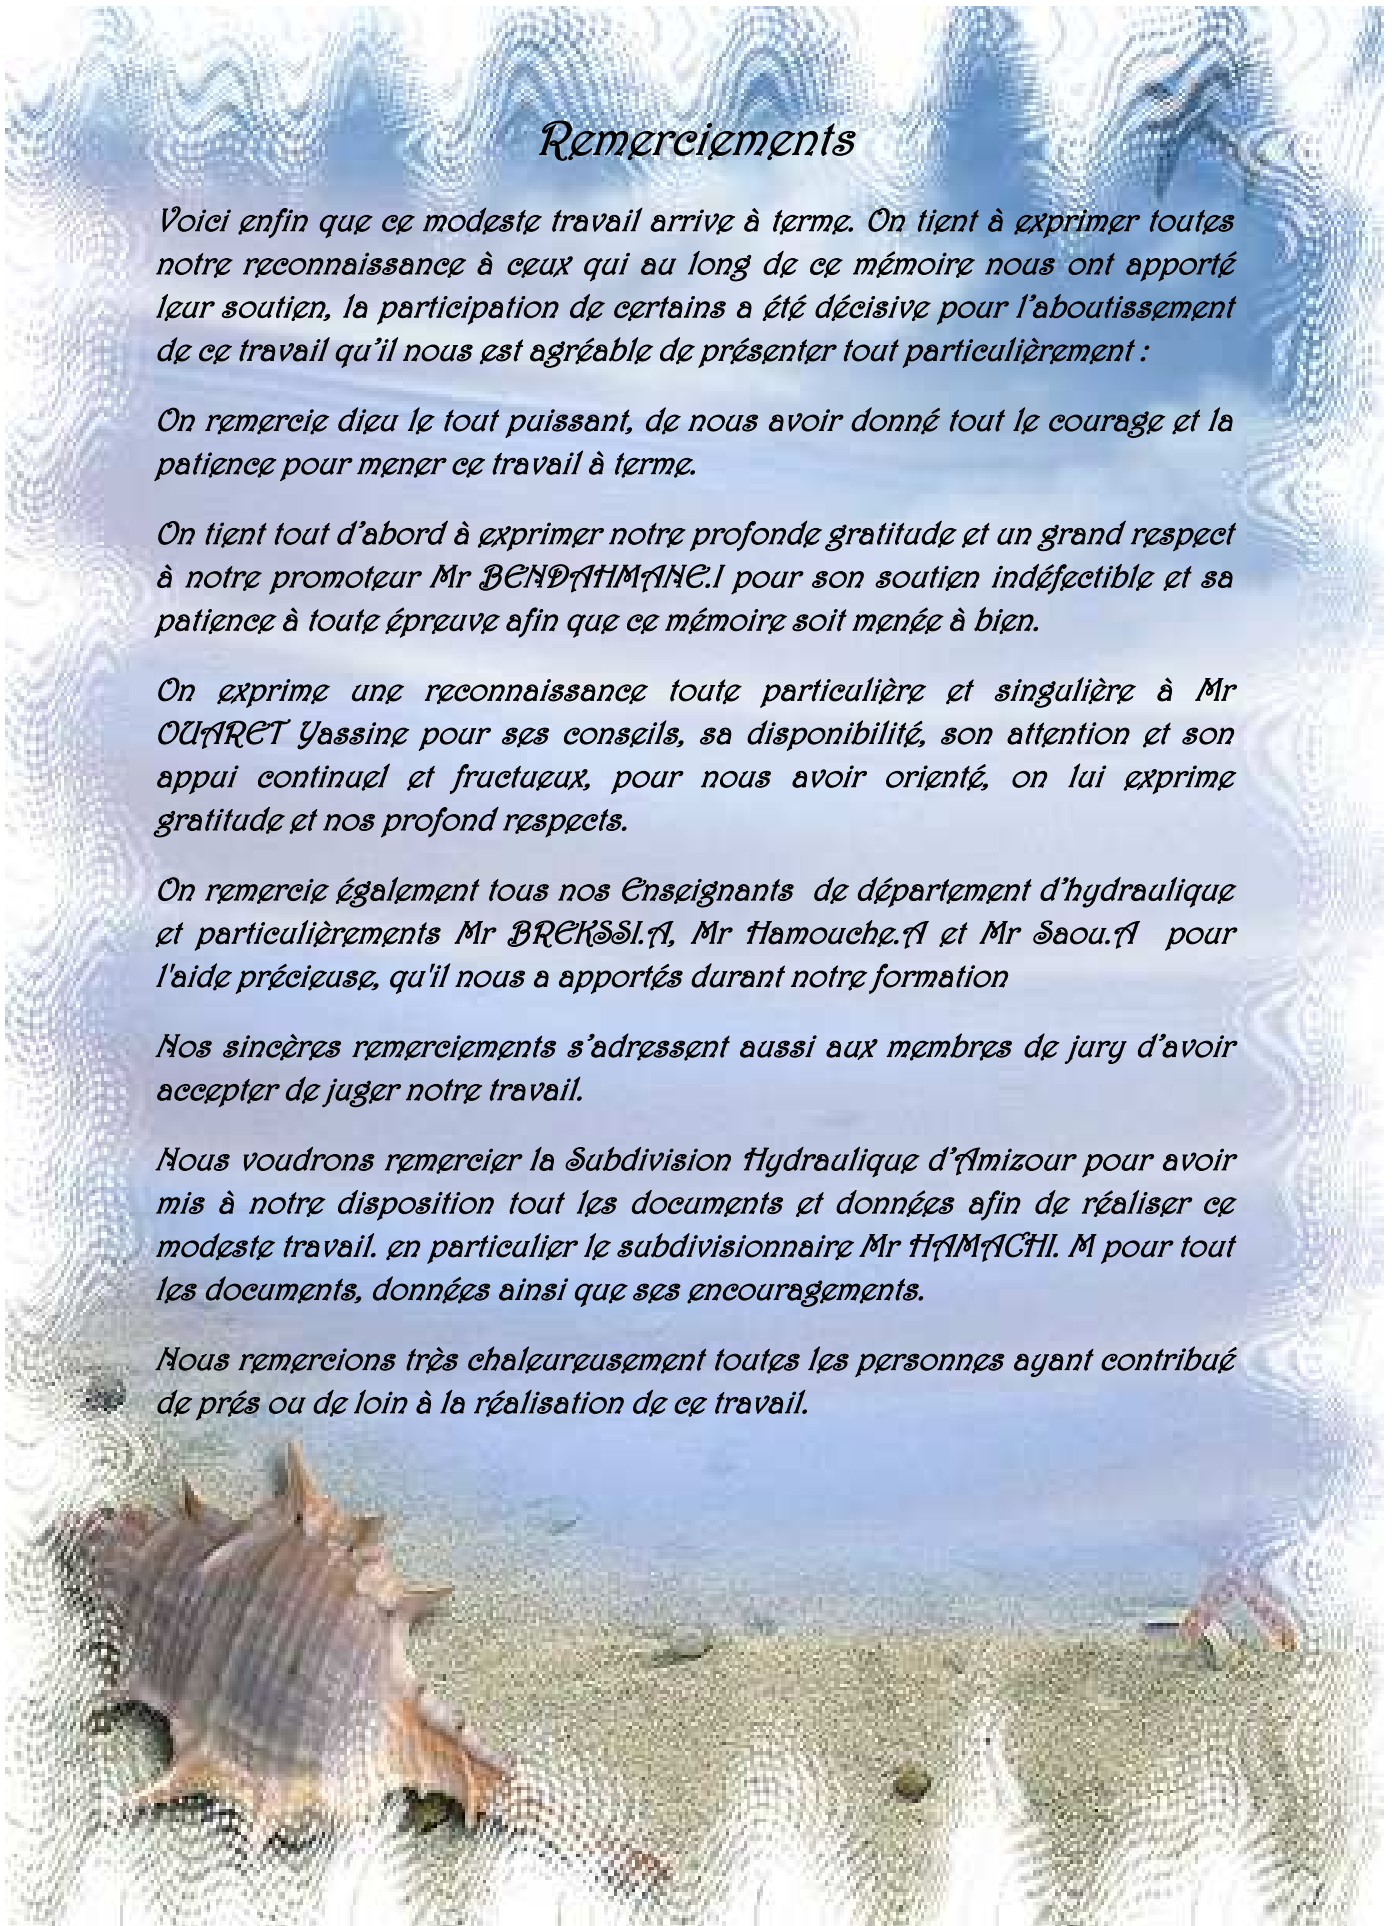 Remerciements
Voici enfin que ce modeste travail arrive à terme. On tient à exprimer toutes
notre reconnaissance à ceux qui au long de ce mémoire nous ont apporté
leur soutien, la participation de certains a été décisive pour l’aboutissement
de ce travail qu’il nous est agréable de présenter tout particulièrement :
On remercie dieu le tout puissant, de nous avoir donné tout le courage et la
patience pour mener ce travail à terme.
On tient tout d’abord à exprimer notre profonde gratitude et un grand respect
à notre promoteur Mr BENDAHMANE.I pour son soutien indéfectible et sa
patience à toute épreuve afin que ce mémoire soit menée à bien.
On exprime une reconnaissance toute particulière et singulière à Mr
OUARET Yassine pour ses conseils, sa disponibilité, son attention et son
appui continuel et fructueux, pour nous avoir orienté, on lui exprime
gratitude et nos profond respects.
On remercie également tous nos Enseignants de département d’hydraulique
et particulièrements Mr BREKSSI.A, Mr Hamouche.A et Mr Saou.A pour
l'aide précieuse, qu'il nous a apportés durant notre formation
Nos sincères remerciements s’adressent aussi aux membres de jury d’avoir
accepter de juger notre travail.
Nous voudrons remercier la Subdivision Hydraulique d’Amizour pour avoir
mis à notre disposition tout les documents et données afin de réaliser ce
modeste travail. en particulier le subdivisionnaire Mr HAMACHI. M pour tout
les documents, données ainsi que ses encouragements.
Nous remercions très chaleureusement toutes les personnes ayant contribué
de prés ou de loin à la réalisation de ce travail.